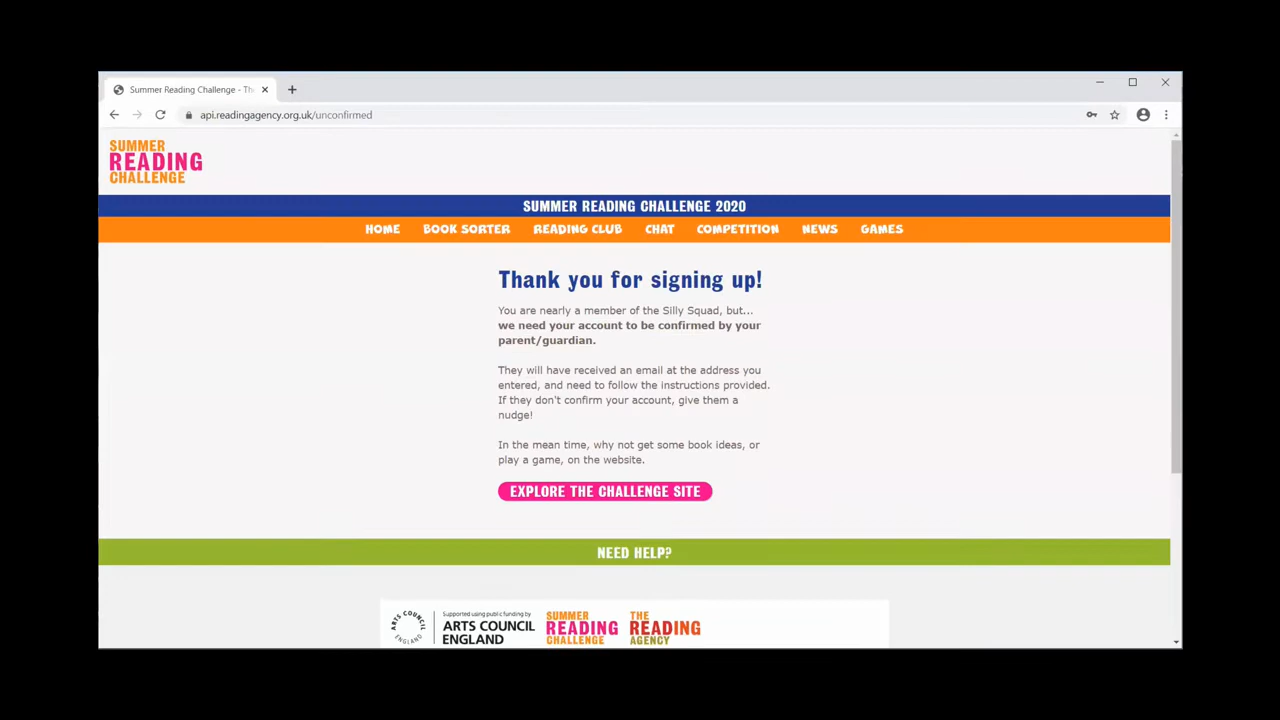 Summer Reading Challenge - Th
api.readingagency.org.uk/unconfirmed
SUMMER
READING
CHALLENGE
SUMMER READING CHALLENGE 2020
HOME BOOK SORTER READING CLUB CHAT COMPETITION NEWS GAMES
Thank you for signing up!
You are nearly a member of the Silly Squad, but...
we need your account to be confirmed by your
parent/guardian.
They will have received an email at the address you
entered, and need to follow the instructions provided.
If they don't confirm your account, give them a
nudge!
In the mean time, why not get some book ideas, or
play a game, on the website.
EXPLORE THE CHALLENGE SITE
NEED HELP?
ARTS COUNCIL
ENGLAND
Supported using public funding by
ARTS COUNCIL
ENGLAND
SUMMER
READING
CHALLENGE
THE
READING
AGENCY